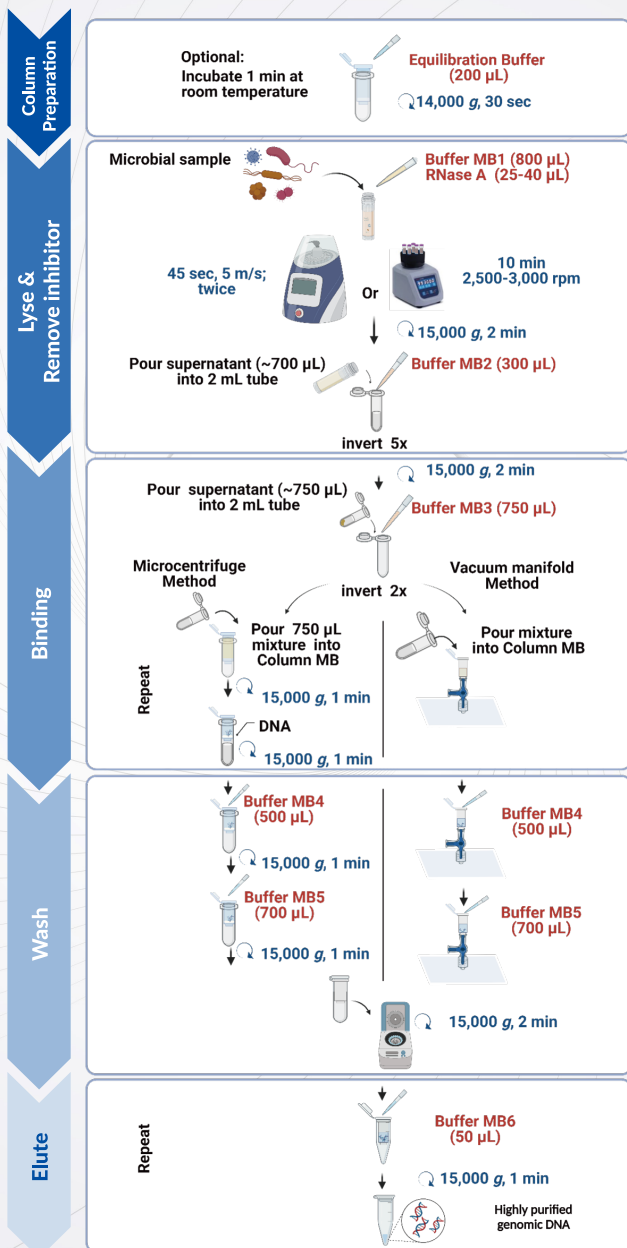 Column
Preparation
Optional:
Incubate 1 min at
room temperature
Equilibration Buffer
(200 µL)
14,000 g, 30 sec
Lyse &
Remove inhibitor
Microbial sample
Buffer MB1 (800 µL)
RNase A (25-40 µL)
45 sec, 5 m/s;
twice
Or
10 min
2,500-3,000 rpm
15,000 g, 2 min
Pour supernatant (~700 µL)
into 2 mL tube
Buffer MB2 (300 µL)
invert 5x
Binding
15,000 g, 2 min
Pour supernatant (~750 µL)
into 2 mL tube
Buffer MB3 (750 µL)
invert 2x
Microcentrifuge
Method
Vacuum manifold
Method
Repeat
Pour 750 µL
mixture into
Column MB
Pour mixture
into Column MB
15,000 g, 1 min
DNA
15,000 g, 1 min
Wash
Buffer MB4
(500 µL)
15,000 g, 1 min
Buffer MB5
(700 µL)
15,000 g, 1 min
Buffer MB4
(500 µL)
Buffer MB5
(700 µL)
15,000 g, 2 min
Elute
Repeat
Buffer MB6
(50 µL)
15,000 g, 1 min
Highly purified
genomic DNA